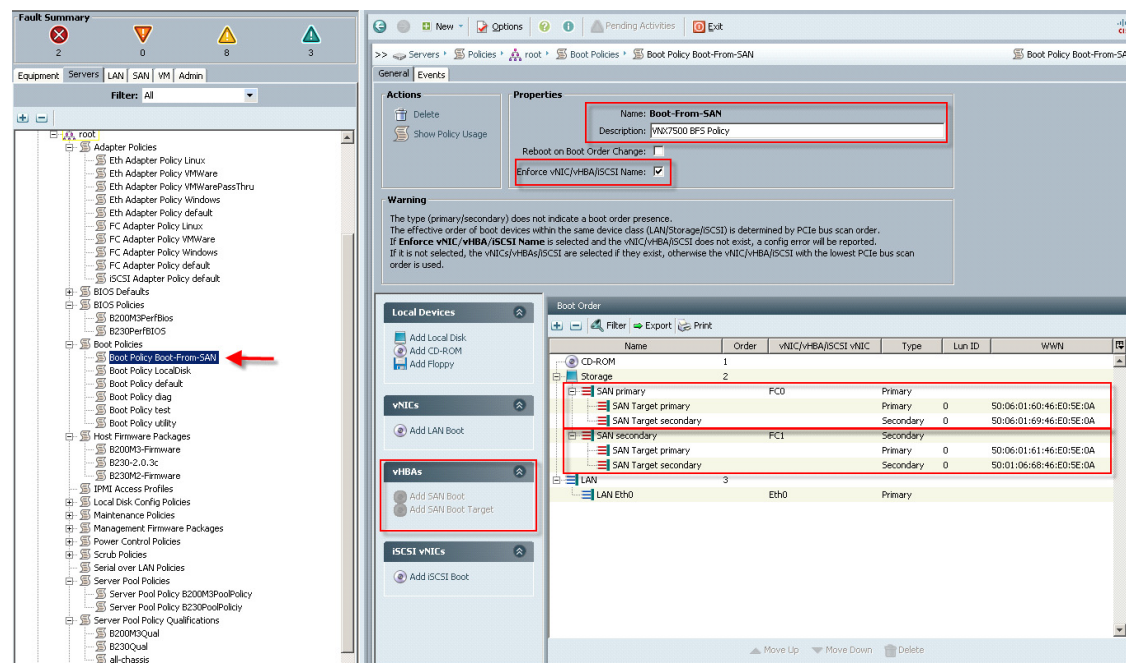 Fault Summary
2 0 8 3
Equipment Servers LAN SAN VM Admin
Filter: All
root
Adapter Policies
Eth Adapter Policy Linux
Eth Adapter Policy VMWare
Eth Adapter Policy VMWarePassThru
Eth Adapter Policy Windows
Eth Adapter Policy default
FC Adapter Policy Linux
FC Adapter Policy VMWare
FC Adapter Policy Windows
FC Adapter Policy default
iSCSI Adapter Policy default
BIOS Defaults
BIOS Policies
B200M3PerfBios
B230PerfBIOS
Boot Policies
Boot Policy Boot-From-SAN
Boot Policy LocalDisk
Boot Policy default
Boot Policy diag
Boot Policy test
Boot Policy utility
Host Firmware Packages
B200M3-Firmware
B230-2.0.3c
B230M2-Firmware
IPMI Access Profiles
Local Disk Config Policies
Maintenance Policies
Management Firmware Packages
Power Control Policies
Scrub Policies
Serial over LAN Policies
Server Pool Policies
Server Pool Policy B200M3PoolPolicy
Server Pool Policy B230PoolPoliciy
Server Pool Policy Qualifications
B200M3Qual
B230Qual
all-chassis
New Options Pending Activities Exit
>> Servers Policies root Boot Policies Boot Policy Boot-From-SAN Boot Policy Boot-From-SA
General Events
Actions
Delete
Show Policy Usage
Properties
Name: Boot-From-SAN
Description: VNX7500 BFS Policy
Reboot on Boot Order Change:
Enforce vNIC/vHBA/iSCSI Name:
Warning
The type (primary/secondary) does not indicate a boot order presence.
The effective order of boot devices within the same device class (LAN/Storage/iSCSI) is determined by PCIe bus scan order.
If Enforce vNIC/vHBA/iSCSI Name is selected and the vNIC/vHBA/iSCSI does not exist, a config error will be reported.
If it is not selected, the vNICs/vHBAs/iSCSI are selected if they exist, otherwise the vNIC/vHBA/iSCSI with the lowest PCIe bus scan
order is used.
Local Devices
Add Local Disk
Add CD-ROM
Add Floppy
vNICs
Add LAN Boot
vHBAs
Add SAN Boot
Add SAN Boot Target
iSCSI vNICs
Add iSCSI Boot
Boot Order
Filter Export Print
Name Order vNIC/vHBA/iSCSI vNIC Type Lun ID WWN
CD-ROM 1
Storage 2
SAN primary FC0 Primary
SAN Target primary Primary 0 50:06:01:60:46:E0:5E:0A
SAN Target secondary Secondary 0 50:06:01:69:46:E0:5E:0A
SAN secondary FC1 Secondary
SAN Target primary Primary 0 50:06:01:61:46:E0:5E:0A
SAN Target secondary Secondary 0 50:01:06:68:46:E0:5E:0A
LAN 3
LAN Eth0 Eth0 Primary
Move Up Move Down Delete